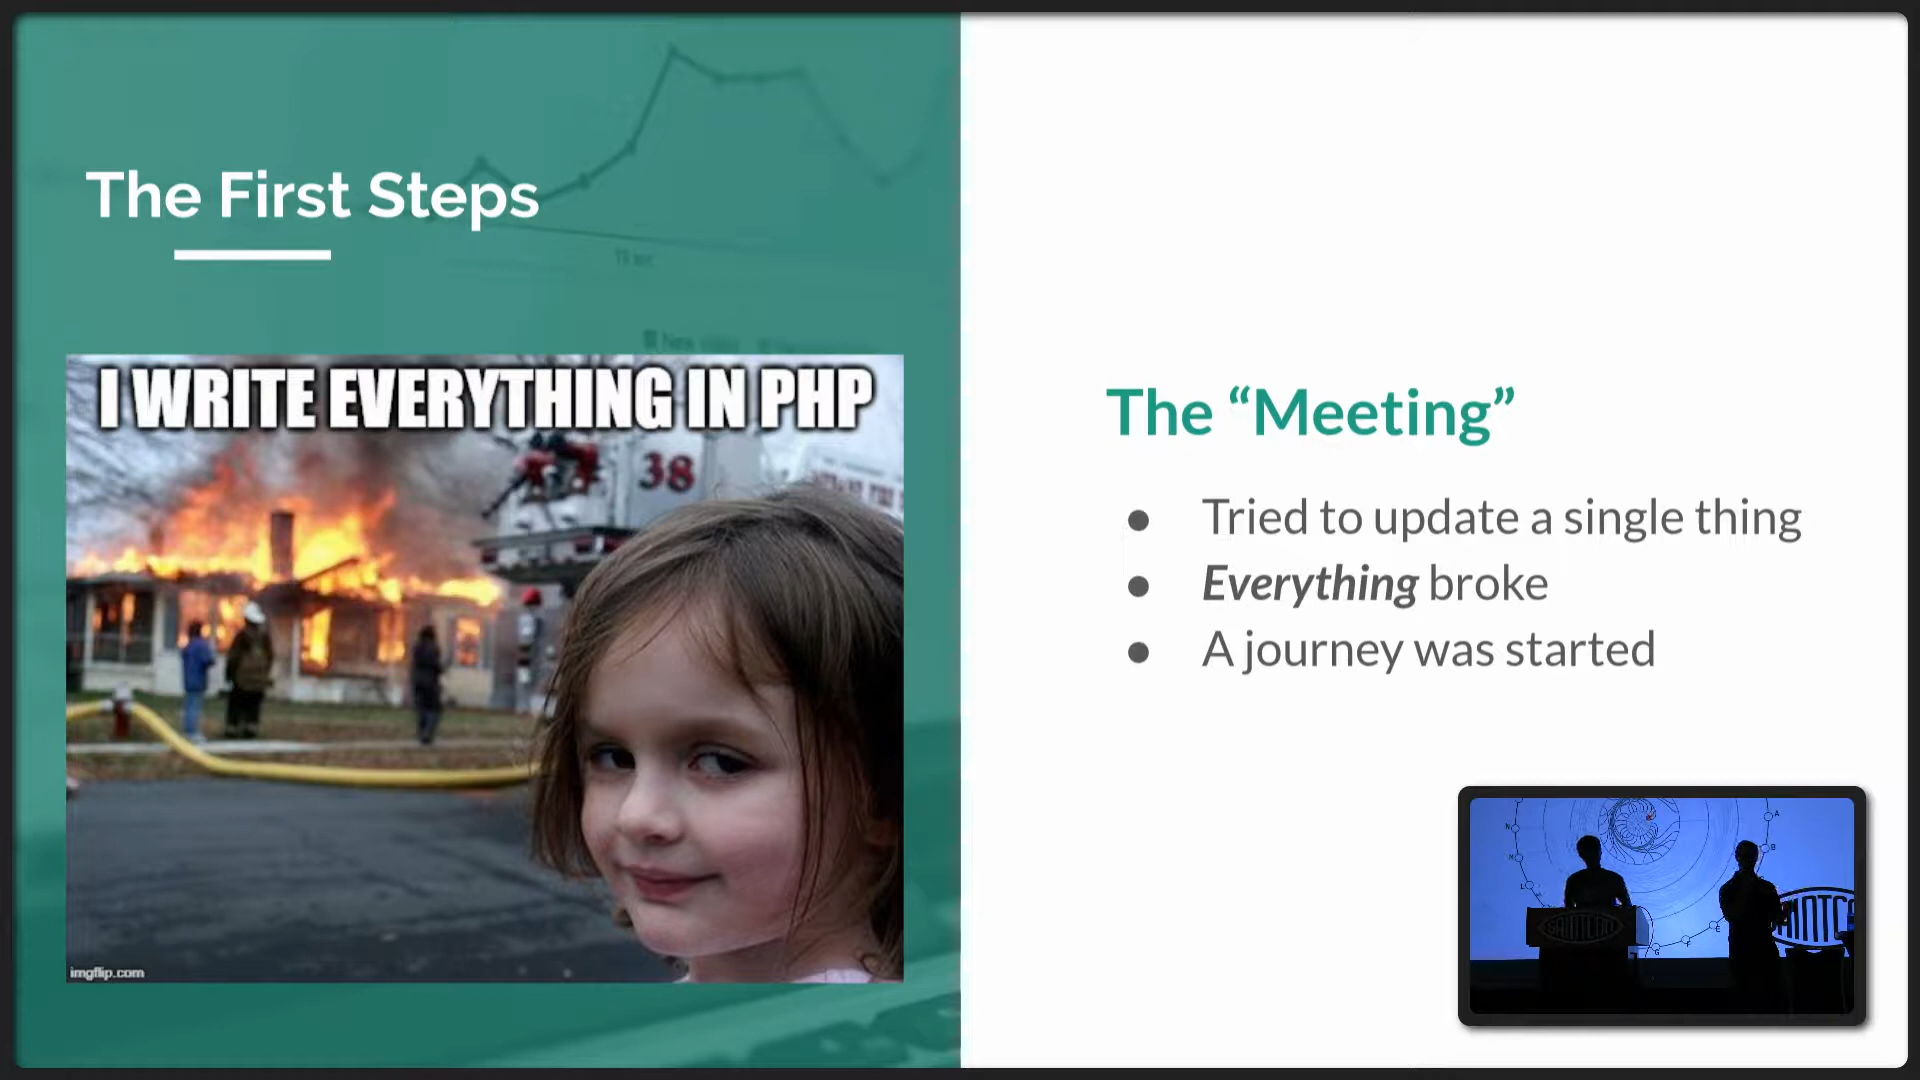 The First Steps
I WRITE EVERYTHING IN PHP
38
imgflip.com
The “Meeting”
● Tried to update a single thing
● Everything broke
● A journey was started